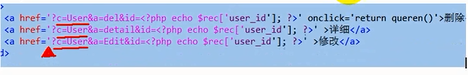 <a href='?c=User&a=del&id=<?php echo $rec['user_id']; ?>' onclick='return queren()'>删除
<a href='?c=User&a=detail&id=<?php echo $rec['user_id']; ?>' >详细</a>
<a href='?c=User&a=Edit&id=<?php echo $rec['user_id']; ?>' >修改</a>
d>